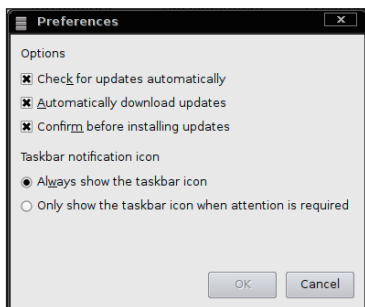 Preferences
Options
Check for updates automatically
Automatically download updates
Confirm before installing updates
Taskbar notification icon
Always show the taskbar icon
Only show the taskbar icon when attention is required
OK
Cancel